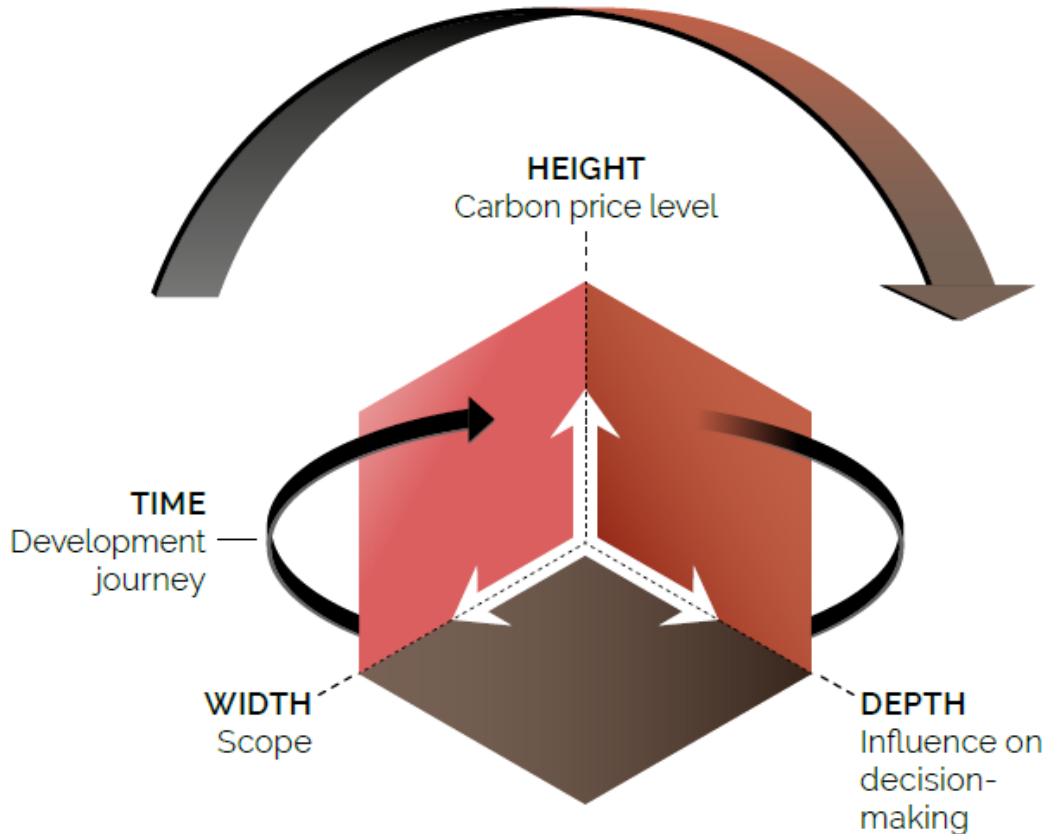 HEIGHT
Carbon price level
TIME
Development
journey
WIDTH
Scope
DEPTH
Influence on
decision-
making